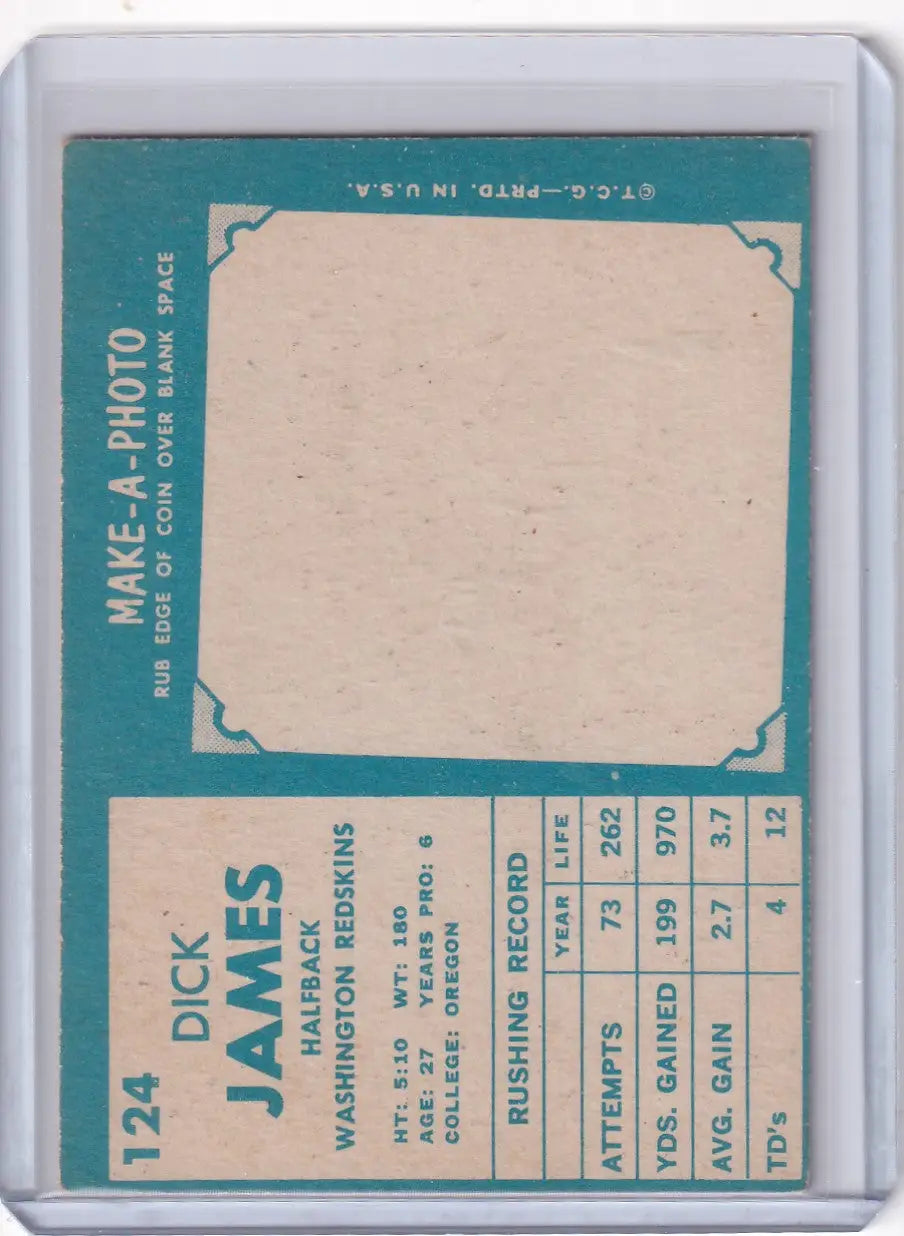 124
DICK
JAMES
HALFBACK
WASHINGTON REDSKINS
HT: 5:10 WT: 180
AGE: 27 YEARS PRO: 6
COLLEGE: OREGON
RUSHING RECORD
YEAR LIFE
ATTEMPTS 73 262
YDS. GAINED 199 970
AVG. GAIN 2.7 3.7
TD's 4 12
MAKE-A-PHOTO
RUB EDGE OF COIN OVER BLANK SPACE
©T.C.G.—PRTD. IN U.S.A.